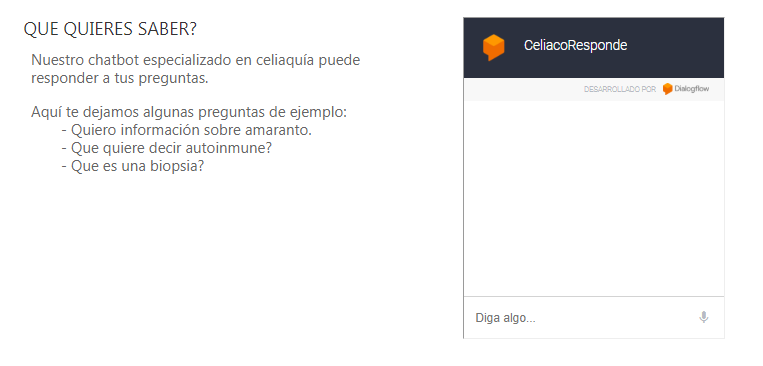 QUE QUIERES SABER?
Nuestro chatbot especializado en celiaquía puede
responder a tus preguntas.
Aquí te dejamos algunas preguntas de ejemplo:
- Quiero información sobre amaranto.
- Que quiere decir autoinmune?
- Que es una biopsia?
CeliacoResponde
DESARROLLADO POR Dialogflow
Diga algo...